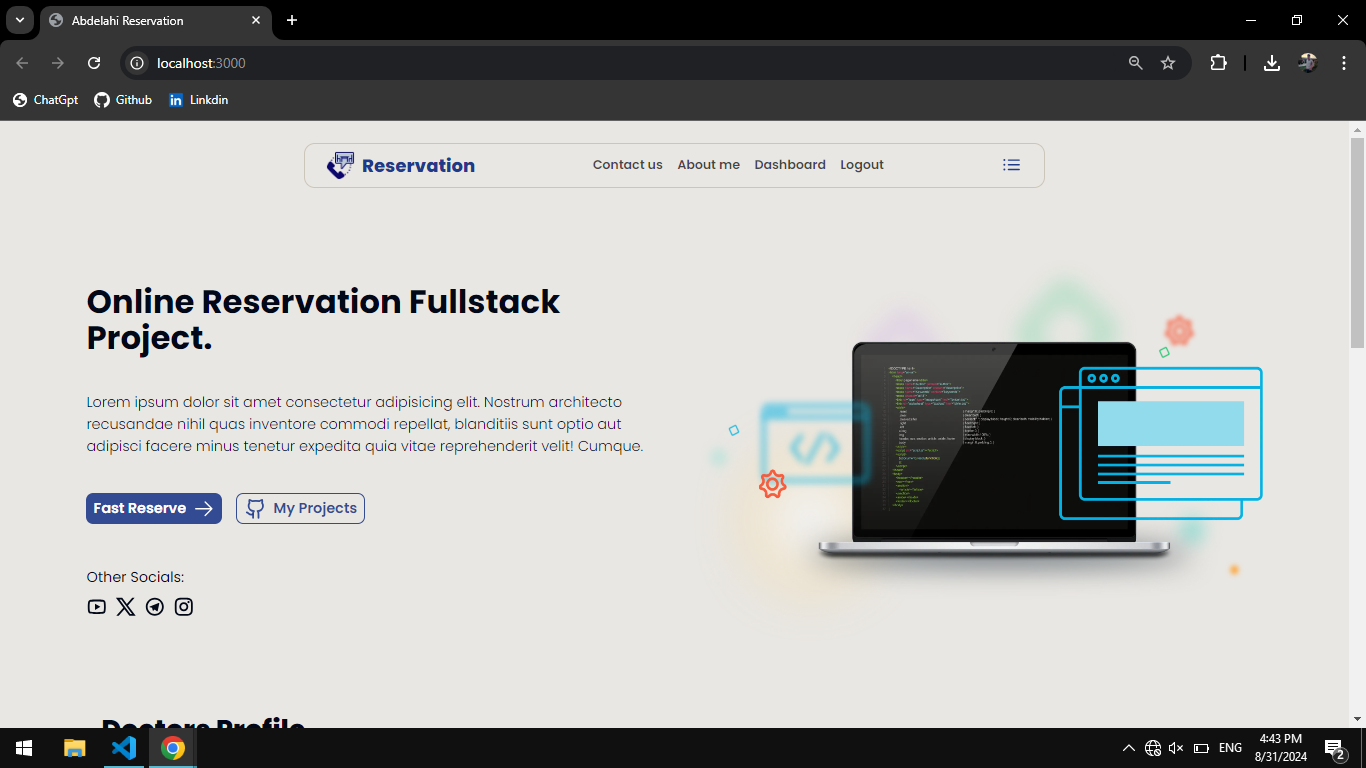 Abdelahi Reservation
localhost:3000
ChatGpt Github Linkdin
Reservation Contact us About me Dashboard Logout
Online Reservation Fullstack
Project.
Lorem ipsum dolor sit amet consectetur adipisicing elit. Nostrum architecto
recusandae nihil quas inventore commodi repellat, blanditiis sunt optio aut
adipisci facere minus tenetur expedita quia vitae reprehenderit velit! Cumque.
Fast Reserve My Projects
Other Socials:
Doctors Profile
ENG
4:43 PM
8/31/2024
2